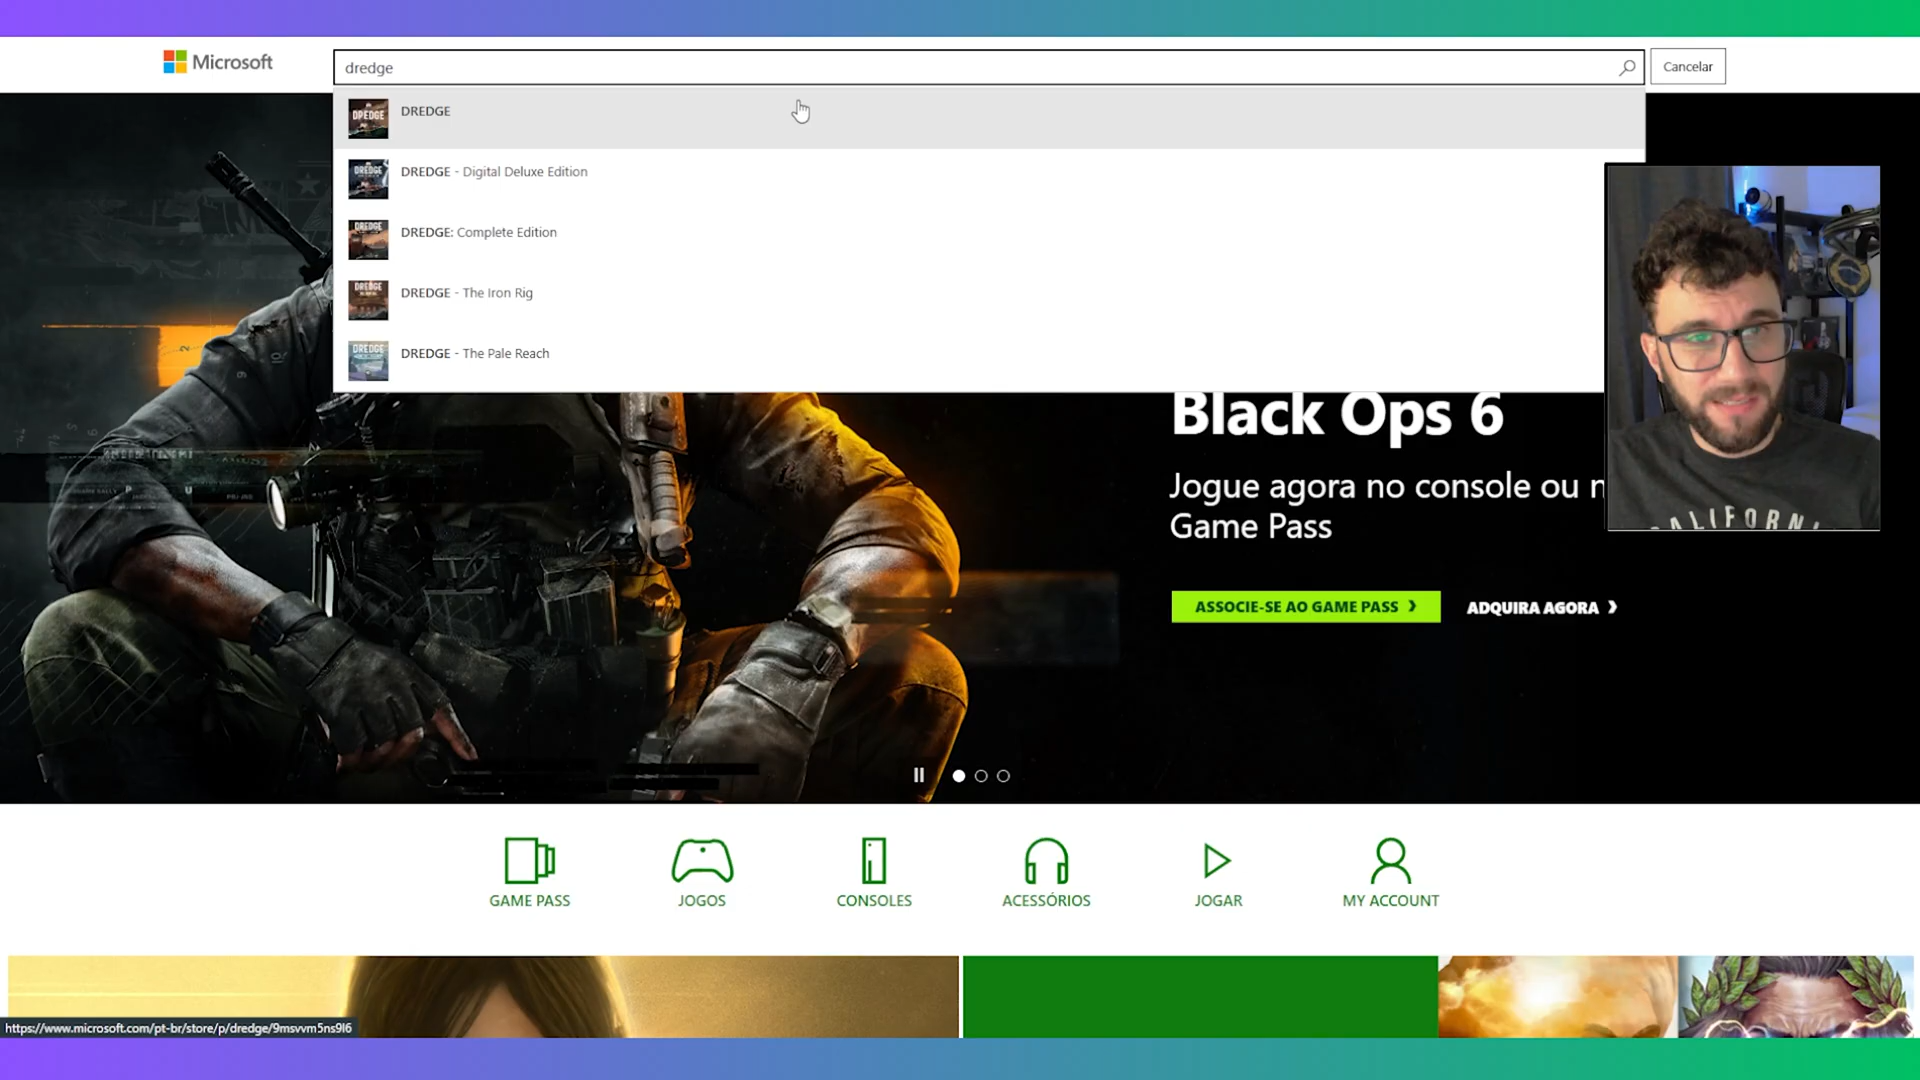 Microsoft
dredge
Cancelar
DREDGE
DREDGE - Digital Deluxe Edition
DREDGE: Complete Edition
DREDGE - The Iron Rig
DREDGE - The Pale Reach
Black Ops 6
Jogue agora no console ou n
Game Pass
ASSOCIE-SE AO GAME PASS
ADQUIRA AGORA
GAME PASS
JOGOS
CONSOLES
ACESSÓRIOS
JOGAR
MY ACCOUNT
https://www.microsoft.com/pt-br/store/p/dredge/9msvvm5ns9l6